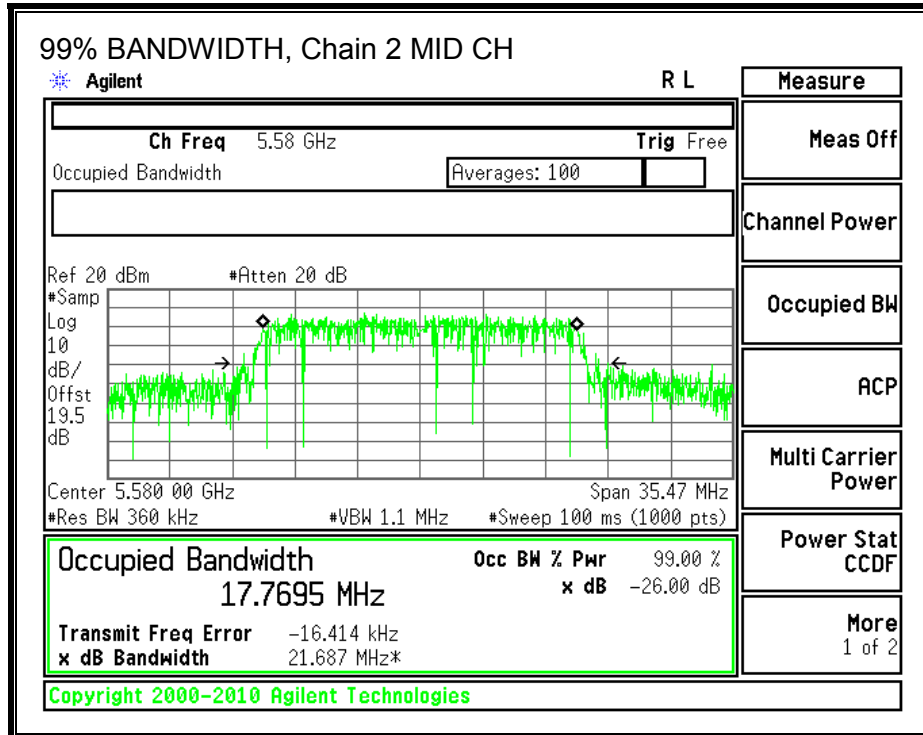 99% BANDWIDTH, Chain 2 MID CH
Agilent R L
Ch Freq 5.58 GHz Trig Free
Occupied Bandwidth Averages: 100
Ref 20 dBm #Atten 20 dB
#Samp
Log
10
dB/
Offst
19.5
dB
Center 5.580 00 GHz Span 35.47 MHz
#Res BW 360 kHz #VBW 1.1 MHz #Sweep 100 ms (1000 pts)
Occupied Bandwidth Occ BW % Pwr 99.00 %
17.7695 MHz x dB -26.00 dB
Transmit Freq Error -16.414 kHz
x dB Bandwidth 21.687 MHz*
Copyright 2000-2010 Agilent Technologies
Measure
Meas Off
Channel Power
Occupied BW
ACP
Multi Carrier
Power
Power Stat
CCDF
More
1 of 2